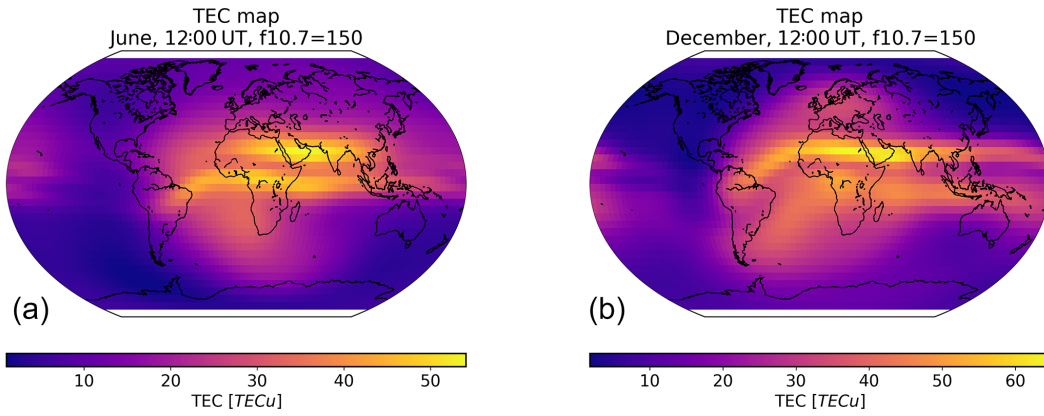 TEC map
June, 12:00 UT, f10.7=150
(a)
10 20 30 40 50
TEC [TECu]
TEC map
December, 12:00 UT, f10.7=150
(b)
10 20 30 40 50 60
TEC [TECu]